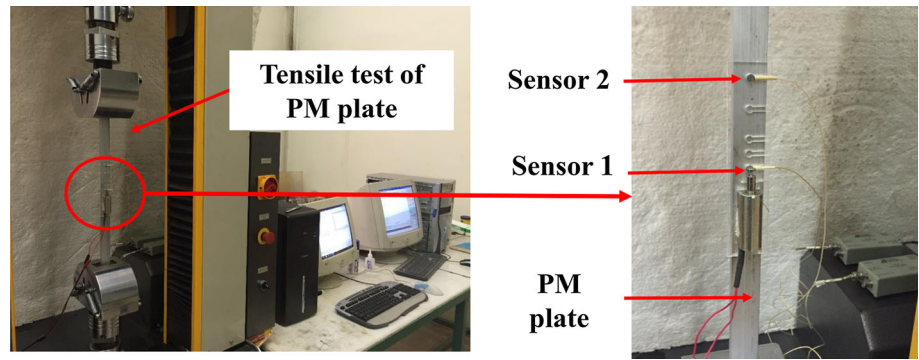 Tensile test of
PM plate
Sensor 2
Sensor 1
PM
plate